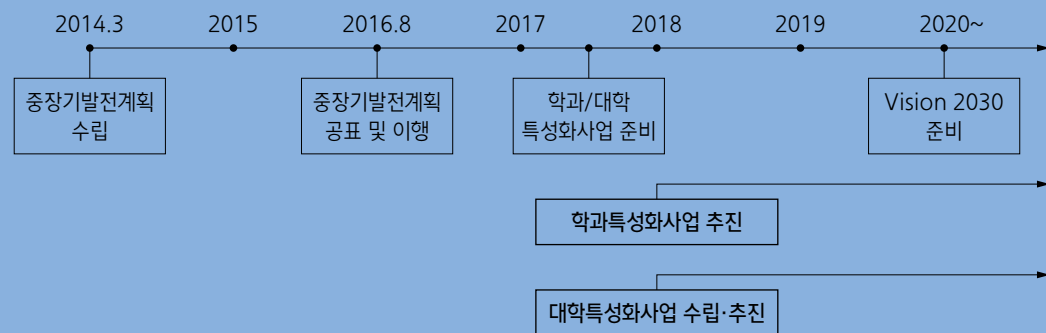 2014.3 2015 2016.8 2017 2018 2019 2020~
중장기발전계획
수립
중장기발전계획
공표 및 이행
학과/대학
특성화사업 준비
Vision 2030
준비
학과특성화사업 추진
대학특성화사업 수립·추진